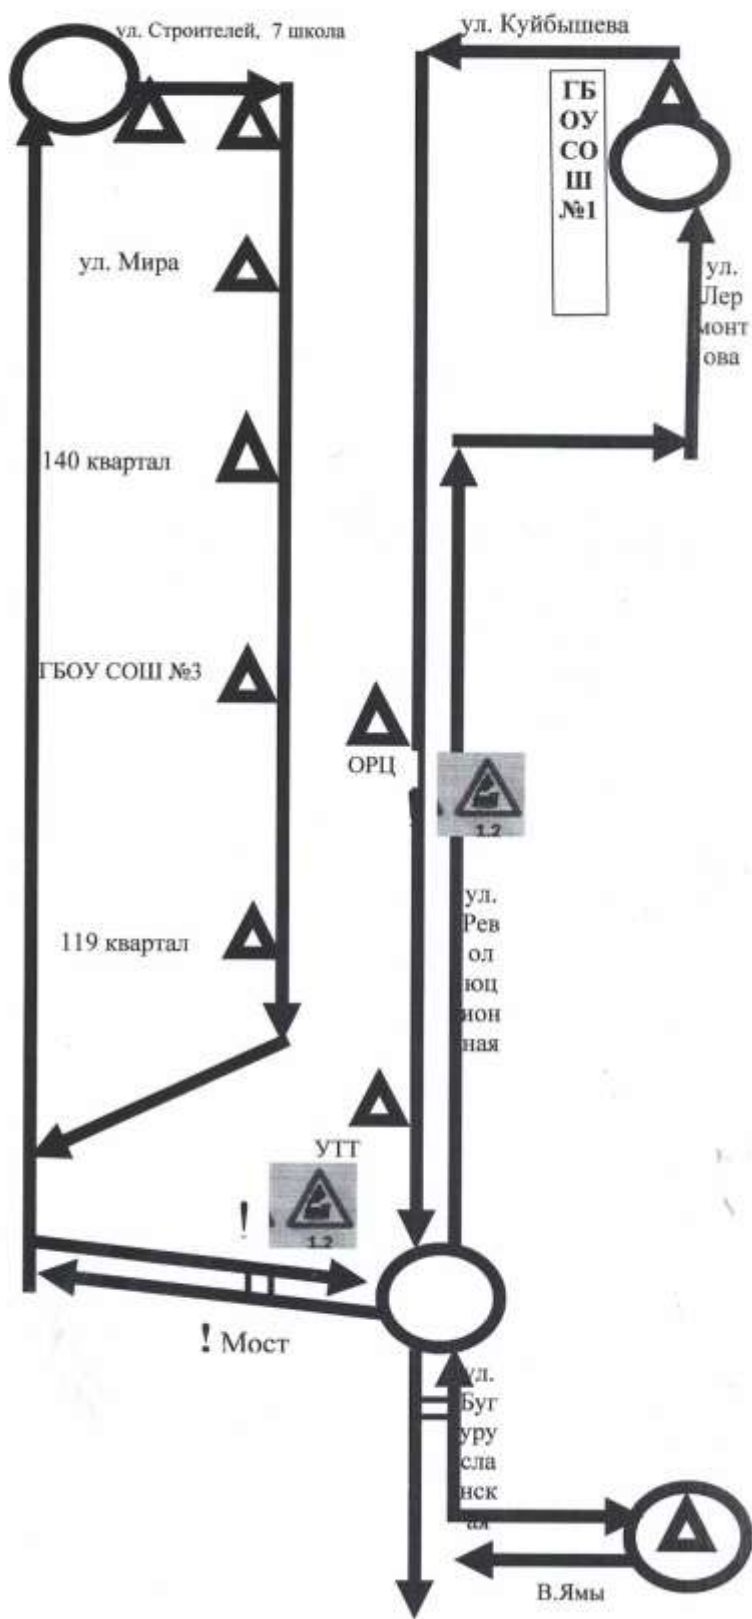 ул. Строителей, 7 школа
ул. Куйбышева
ГБ
ОУ
СО
Ш
№1
ул. Мира
ул.
Лер
монт
ова
140 квартал
ГБОУ СОШ №3
ОРЦ
1.2
ул.
Рев
ол
юц
ион
ная
119 квартал
УТТ
!
1.2
! Мост
ул.
Буг
уру
сла
нск
ая
В.Ямы